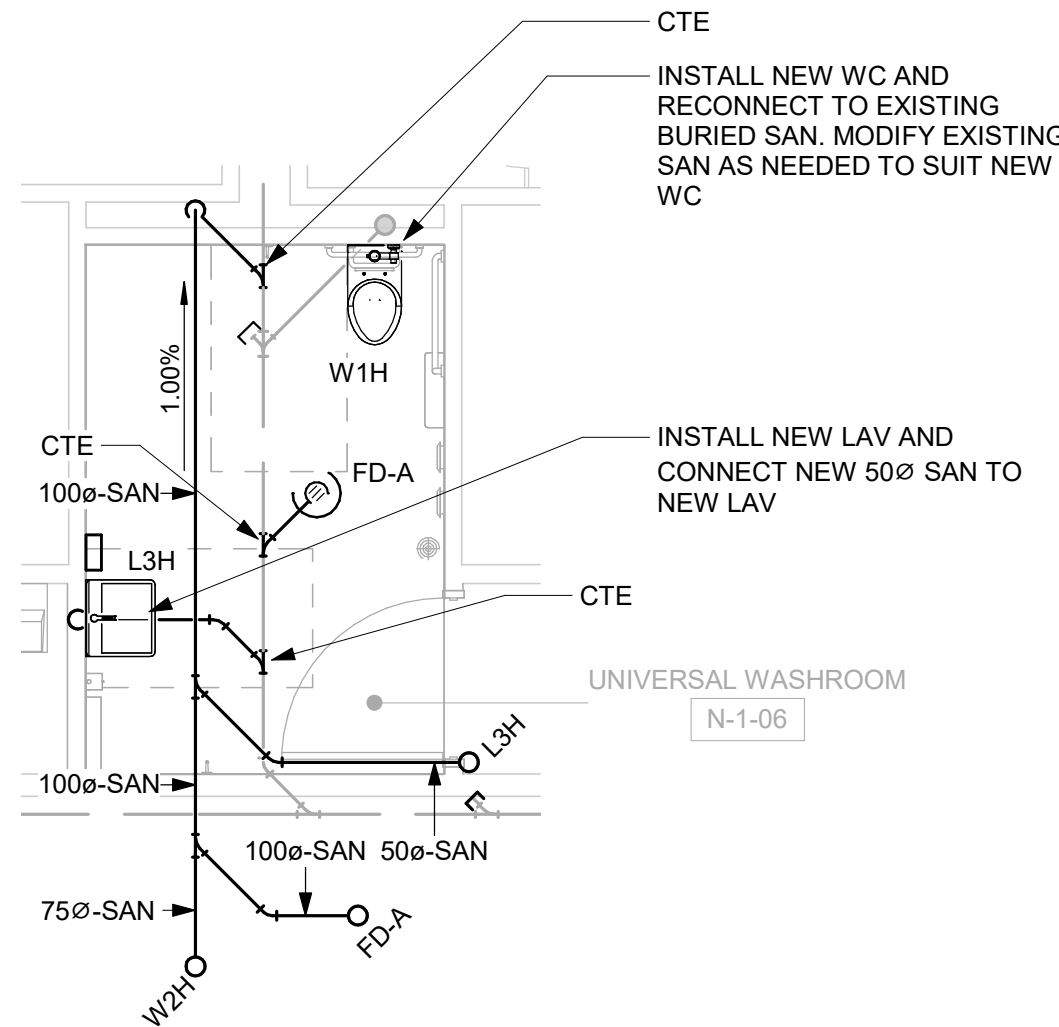 CTE
INSTALL NEW WC AND
RECONNECT TO EXISTING
BURIED SAN. MODIFY EXISTING
SAN AS NEEDED TO SUIT NEW
WC
1.00%
W1H
CTE
100ø-SAN
FD-A
INSTALL NEW LAV AND
CONNECT NEW 50Ø SAN TO
NEW LAV
L3H
CTE
UNIVERSAL WASHROOM
N-1-06
L3H
100ø-SAN
100ø-SAN
50ø-SAN
75Ø-SAN
FD-A
W2H